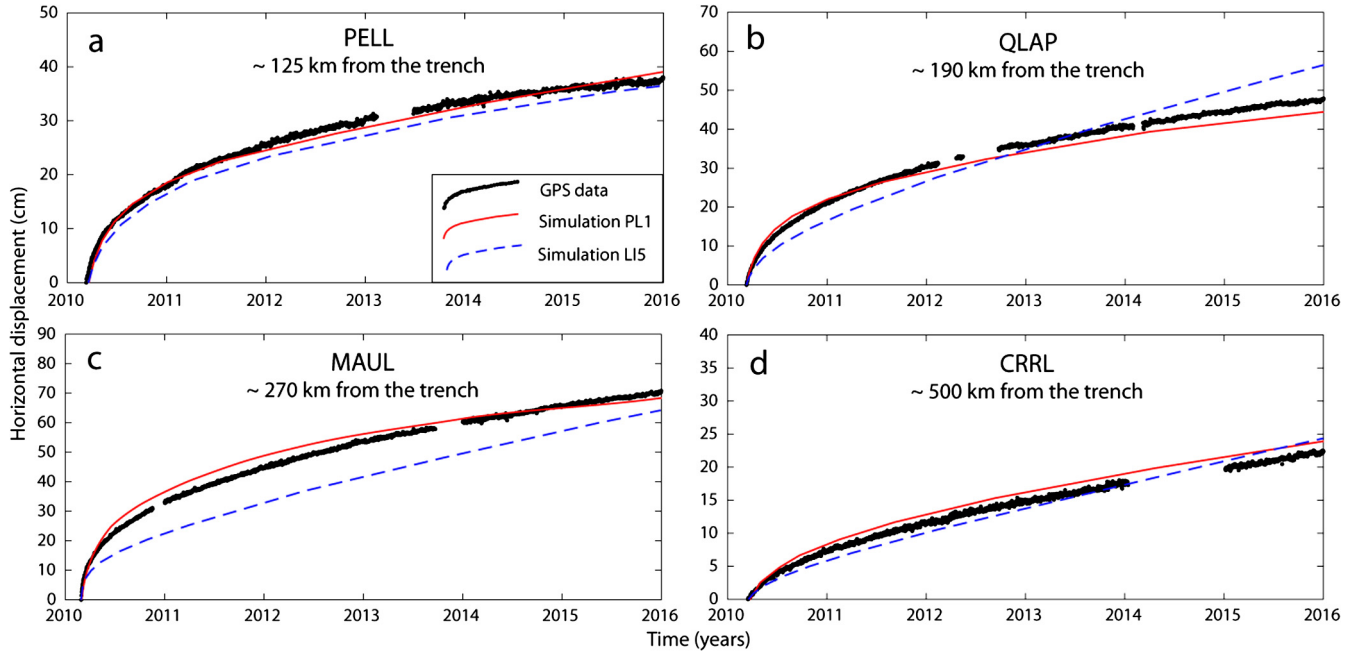 a
PELL
~ 125 km from the trench
50
40
30
20
10
0
2010 2011 2012 2013 2014 2015 2016
GPS data
Simulation PL1
Simulation LI5
b
QLAP
~ 190 km from the trench
70
60
50
40
30
20
10
0
2010 2011 2012 2013 2014 2015 2016
Horizontal displacement (cm)
c
MAUL
~ 270 km from the trench
90
80
70
60
50
40
30
20
10
0
2010 2011 2012 2013 2014 2015 2016
d
CRRL
~ 500 km from the trench
40
35
30
25
20
15
10
5
0
2010 2011 2012 2013 2014 2015 2016
Time (years)